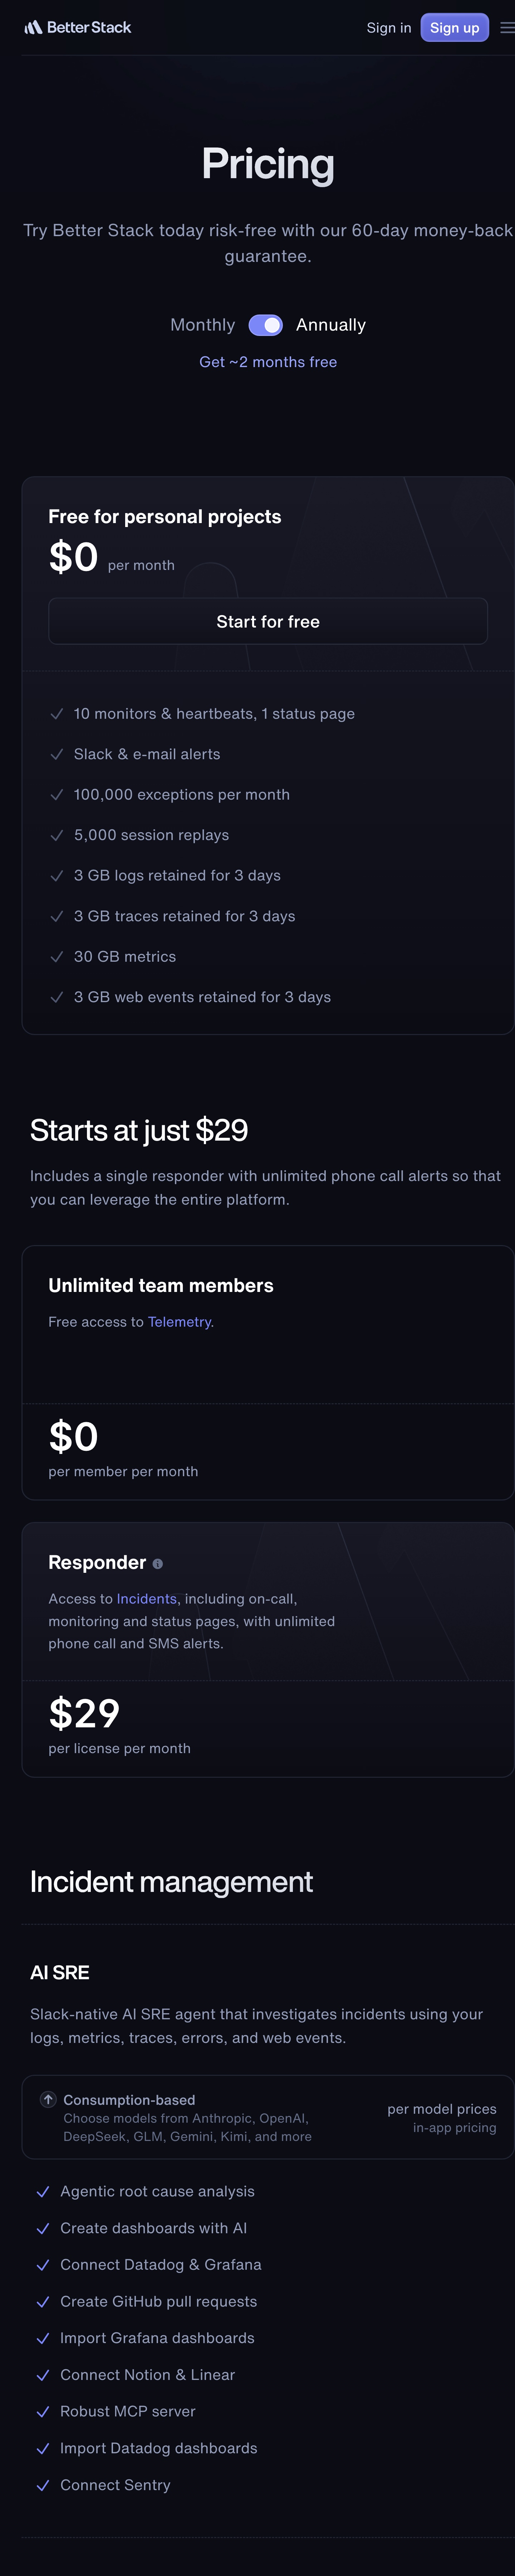 Better Stack
Sign in
Sign up
Pricing
Try Better Stack today risk-free with our 60-day money-back
guarantee.
Monthly
Annually
Get ~2 months free
Free for personal projects
$0 per month
Start for free
10 monitors & heartbeats, 1 status page
Slack & e-mail alerts
100,000 exceptions per month
5,000 session replays
3 GB logs retained for 3 days
3 GB traces retained for 3 days
30 GB metrics
3 GB web events retained for 3 days
Starts at just $29
Includes a single responder with unlimited phone call alerts so that
you can leverage the entire platform.
Unlimited team members
Free access to Telemetry.
$0
per member per month
Responder
Access to Incidents, including on-call,
monitoring and status pages, with unlimited
phone call and SMS alerts.
$29
per license per month
Incident management
AI SRE
Slack-native AI SRE agent that investigates incidents using your
logs, metrics, traces, errors, and web events.
Consumption-based
Choose models from Anthropic, OpenAI,
DeepSeek, GLM, Gemini, Kimi, and more
per model prices
in-app pricing
Agentic root cause analysis
Create dashboards with AI
Connect Datadog & Grafana
Create GitHub pull requests
Import Grafana dashboards
Connect Notion & Linear
Robust MCP server
Import Datadog dashboards
Connect Sentry